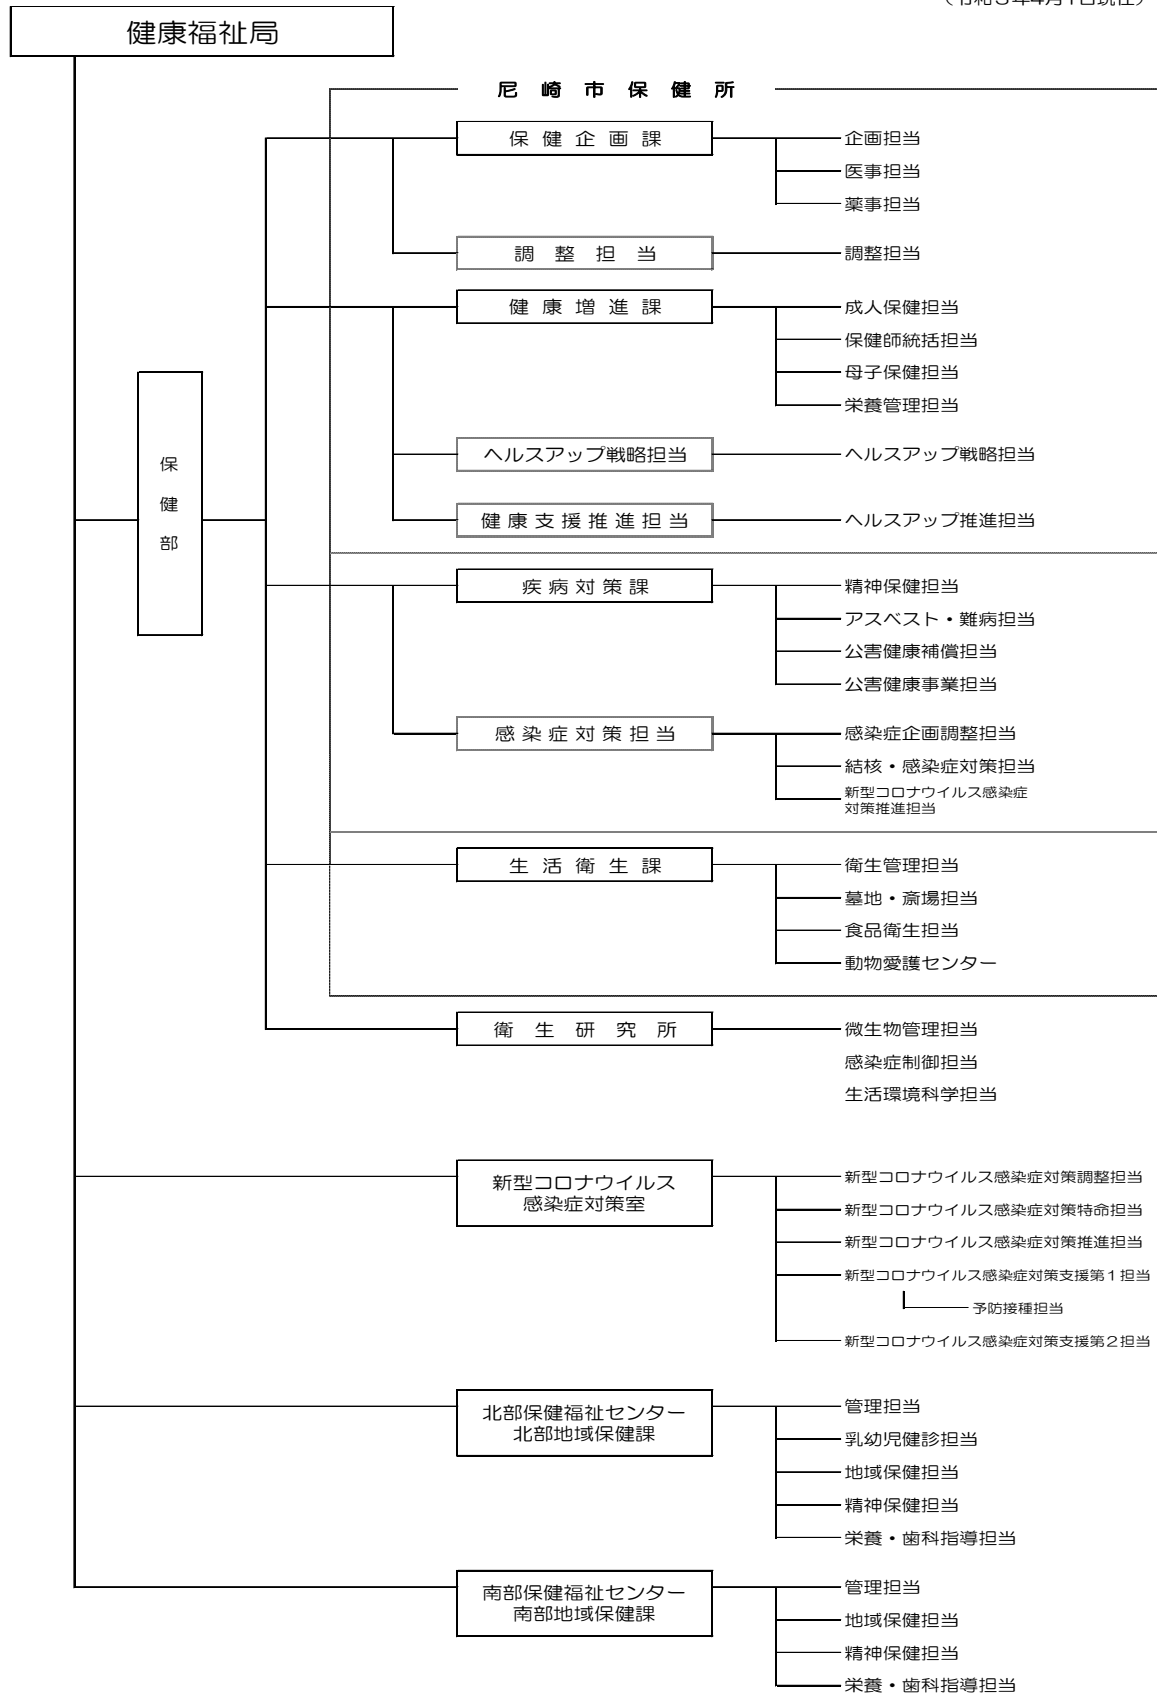 健康福祉局
尼崎市保健所
保健企画課
企画担当
医事担当
薬事担当
調整担当
調整担当
健康増進課
成人保健担当
保健師統括担当
母子保健担当
栄養管理担当
保健部
ヘルスアップ戦略担当
ヘルスアップ戦略担当
健康支援推進担当
ヘルスアップ推進担当
疾病対策課
精神保健担当
アスベスト・難病担当
公害健康補償担当
公害健康事業担当
感染症対策担当
感染症企画調整担当
結核・感染症対策担当
新型コロナウイルス感染症
対策推進担当
生活衛生課
衛生管理担当
墓地・斎場担当
食品衛生担当
動物愛護センター
衛生研究所
微生物管理担当
感染症制御担当
生活環境科学担当
新型コロナウイルス
感染症対策室
新型コロナウイルス感染症対策調整担当
新型コロナウイルス感染症対策特命担当
新型コロナウイルス感染症対策推進担当
新型コロナウイルス感染症対策支援第1担当
予防接種担当
新型コロナウイルス感染症対策支援第2担当
北部保健福祉センター
北部地域保健課
管理担当
乳幼児健診担当
地域保健担当
精神保健担当
栄養・歯科指導担当
南部保健福祉センター
南部地域保健課
管理担当
地域保健担当
精神保健担当
栄養・歯科指導担当